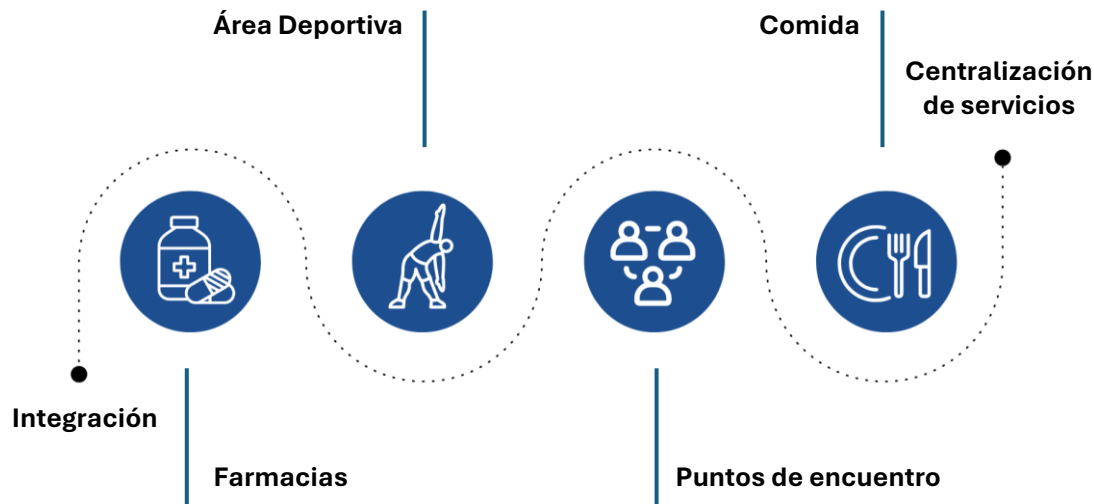 Área Deportiva
Comida
Centralización
de servicios
Integración
Farmacias
Puntos de encuentro